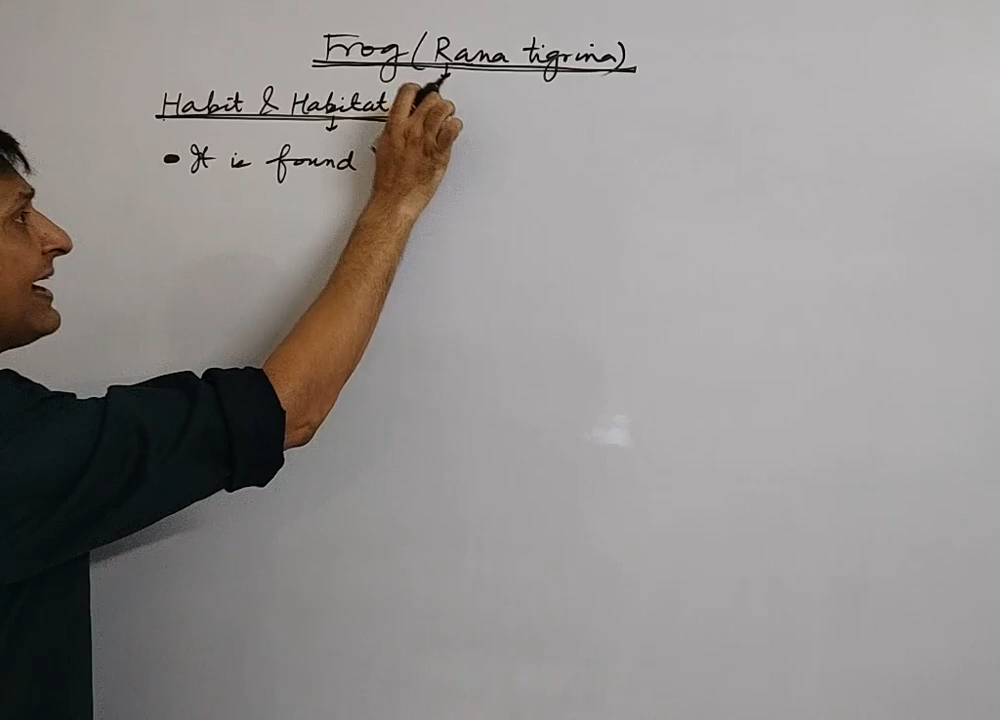 Frog (Rana tigrina)
Habit & Habitat
• It is found